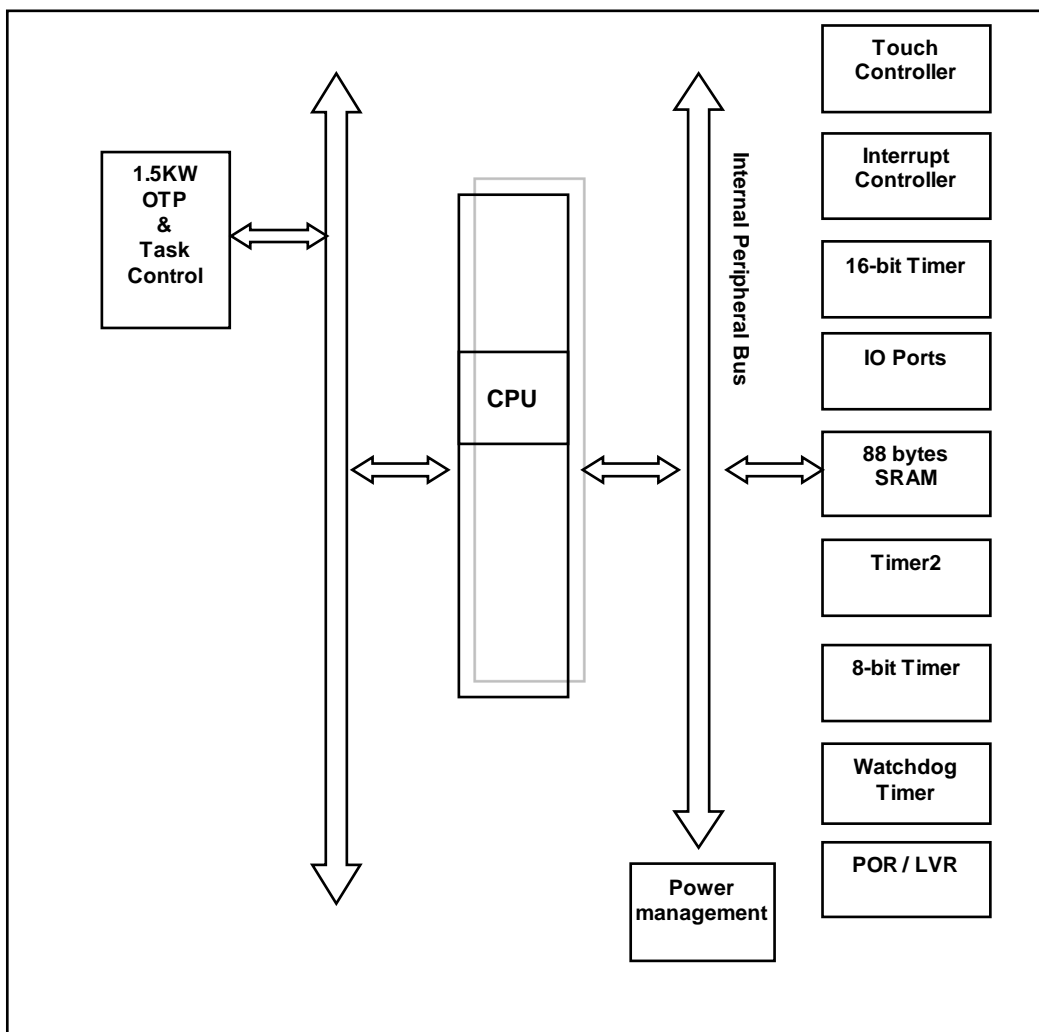 Touch
Controller
Interrupt
Controller
16-bit Timer
IO Ports
88 bytes
SRAM
Timer2
8-bit Timer
Watchdog
Timer
POR / LVR
Internal Peripheral Bus
1.5KW
OTP
&
Task
Control
CPU
Power
management